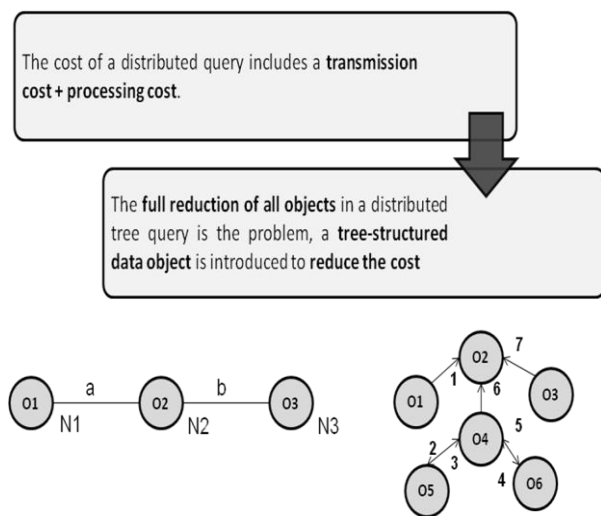 The cost of a distributed query includes a transmission
cost + processing cost.
The full reduction of all objects in a distributed
tree query is the problem, a tree-structured
data object is introduced to reduce the cost
a b
O1 O2 O3
N1 N2 N3
O2 7
1 6
O1 O3
O4 5
2
3 4
O5 O6